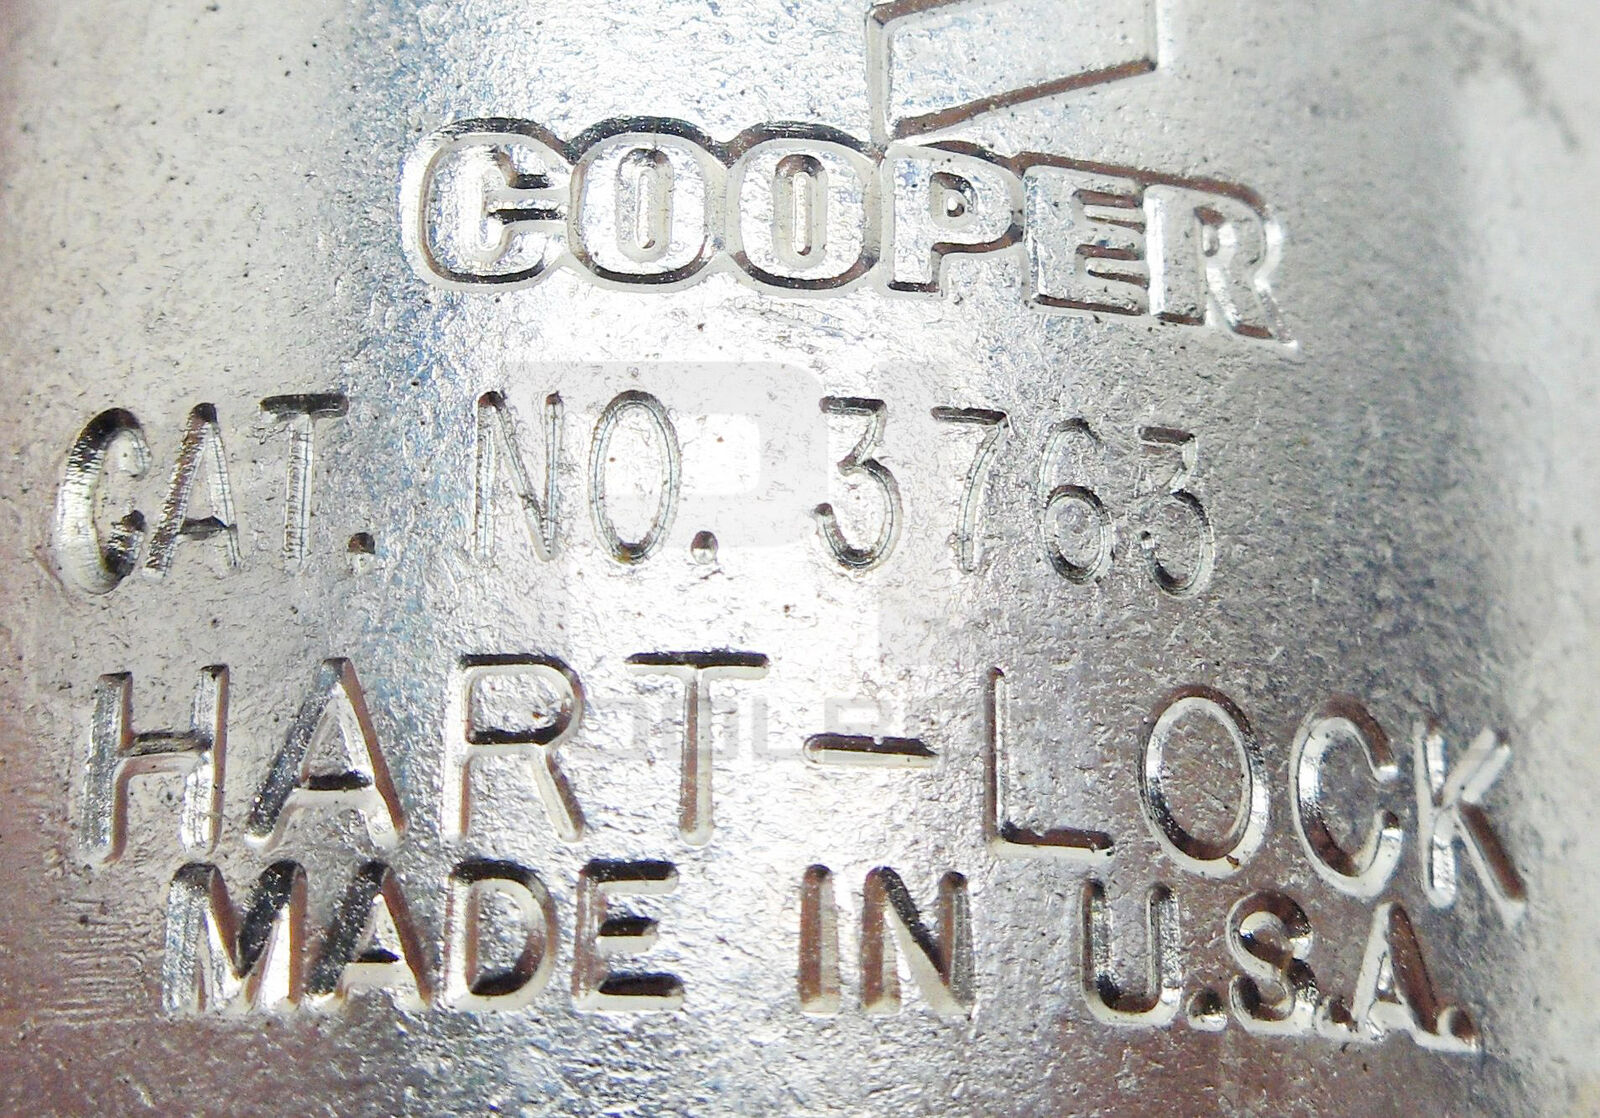 COOPER
CAT. NO. 3763
HART-LOCK
MADE IN U.S.A.